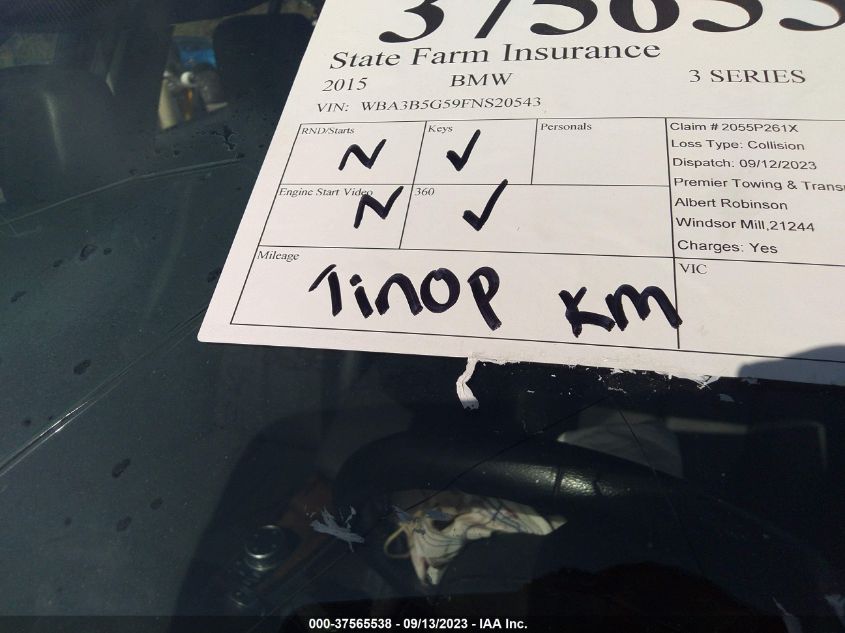 State Farm Insurance
2015 BMW 3 SERIES
VIN: WBA3B5G59FNS20543
RND/Starts N
Keys ✓
Personals
Engine Start Video N
360 ✓
Mileage
TinOP KM
Claim # 2055P261X
Loss Type: Collision
Dispatch: 09/12/2023
Premier Towing & Trans
Albert Robinson
Windsor Mill,21244
Charges: Yes
VIC
000-37565538 - 09/13/2023 - IAA Inc.